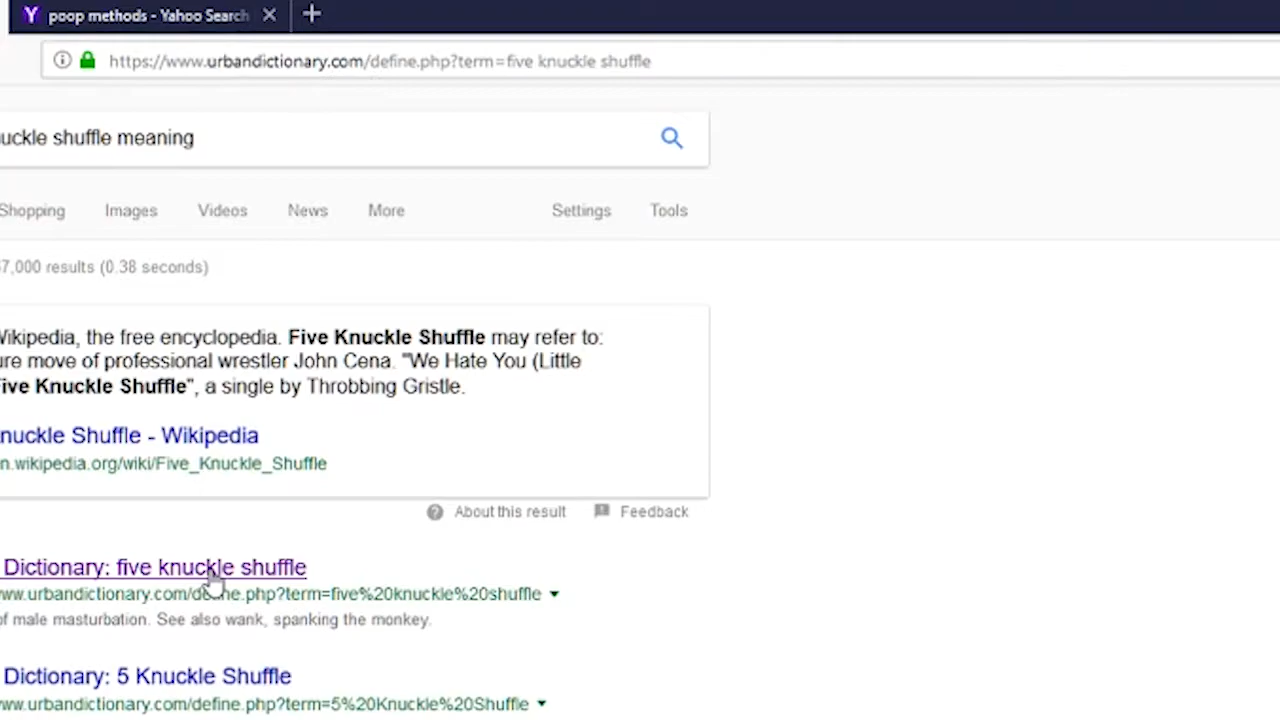 poop methods - Yahoo Search
https://www.urbandictionary.com/define.php?term=five knuckle shuffle
uckle shuffle meaning
Shopping Images Videos News More Settings Tools
7,000 results (0.38 seconds)
Wikipedia, the free encyclopedia. Five Knuckle Shuffle may refer to:
ure move of professional wrestler John Cena. "We Hate You (Little
Five Knuckle Shuffle", a single by Throbbing Gristle.
nuckle Shuffle - Wikipedia
n.wikipedia.org/wiki/Five_Knuckle_Shuffle
About this result Feedback
Dictionary: five knuckle shuffle
ww.urbandictionary.com/define.php?term=five%20knuckle%20shuffle
of male masturbation. See also wank, spanking the monkey.
Dictionary: 5 Knuckle Shuffle
ww.urbandictionary.com/define.php?term=5%20Knuckle%20Shuffle